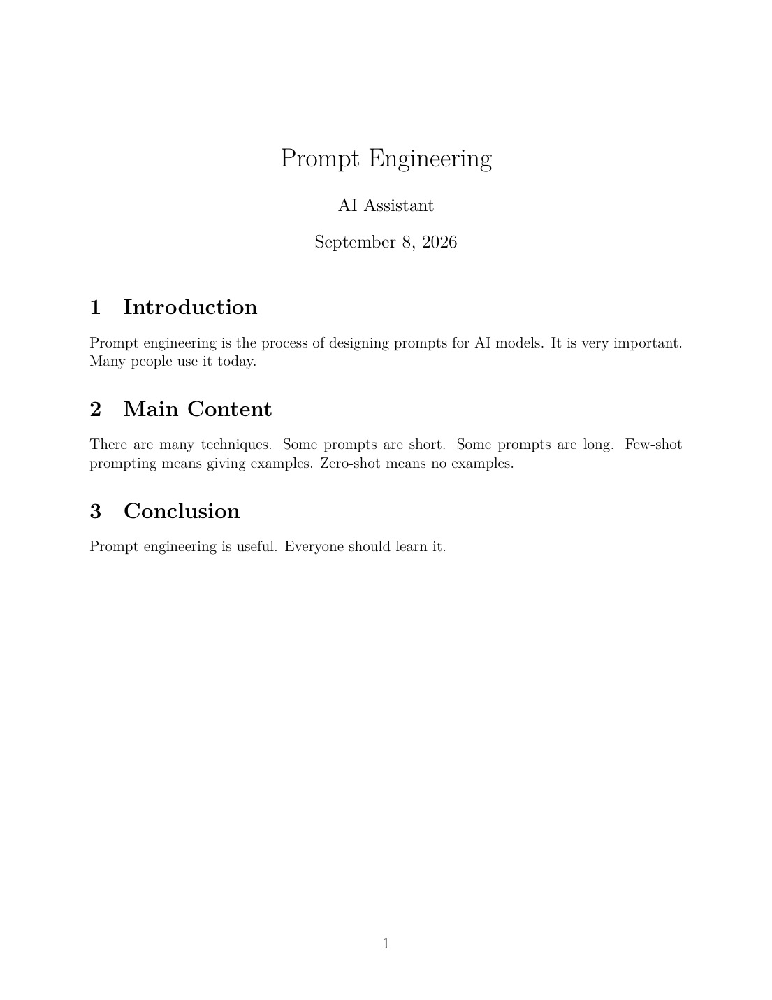 Prompt Engineering
AI Assistant
September 8, 2026
1 Introduction
Prompt engineering is the process of designing prompts for AI models. It is very important.
Many people use it today.
2 Main Content
There are many techniques. Some prompts are short. Some prompts are long. Few-shot
prompting means giving examples. Zero-shot means no examples.
3 Conclusion
Prompt engineering is useful. Everyone should learn it.
1